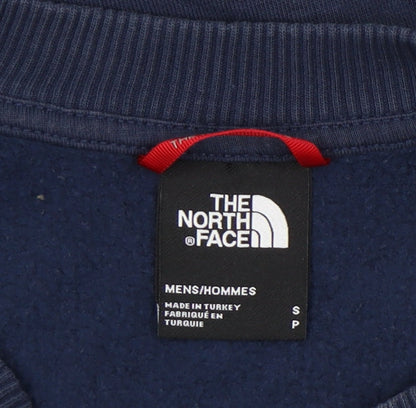 THE
NORTH
FACE
®
MENS/HOMMES
MADE IN TURKEY
FABRIQUÉ EN
TURQUIE
S
P